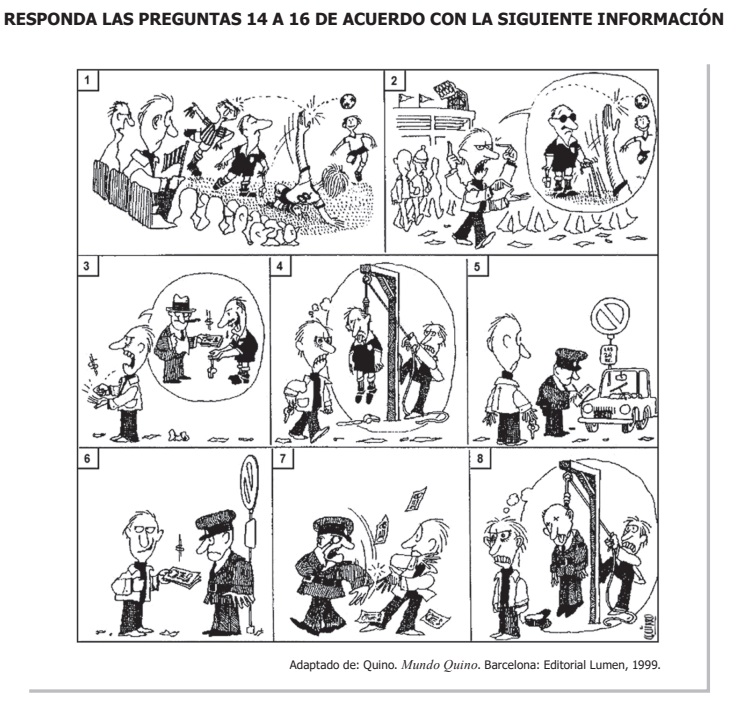 RESPONDA LAS PREGUNTAS 14 A 16 DE ACUERDO CON LA SIGUIENTE INFORMACIÓN
1
2
3
4
5
6
7
8
QUINO
Adaptado de: Quino. Mundo Quino. Barcelona: Editorial Lumen, 1999.